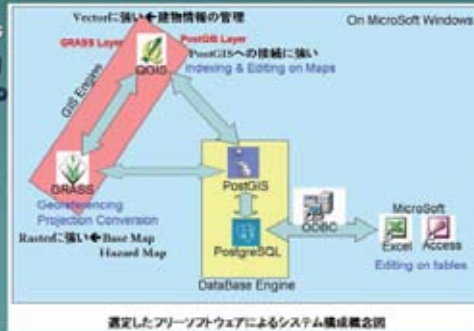 Vectorに強い←建物情報の管理
On MicroSoft Windows
GRASS Layer
PostGIS Layer
QGIS
PostGISへの接続に強い
Indexing & Editing on Maps
GIS Engine
GRASS
Georeferencing
Projection Conversion
Rasterに強い←Base Map
Hazard Map
PostGIS
PostgreSQL
DataBase Engine
ODBC
MicroSoft
Excel
Access
Editing on tables
選定したフリーソフトウェアによるシステム構成概念図